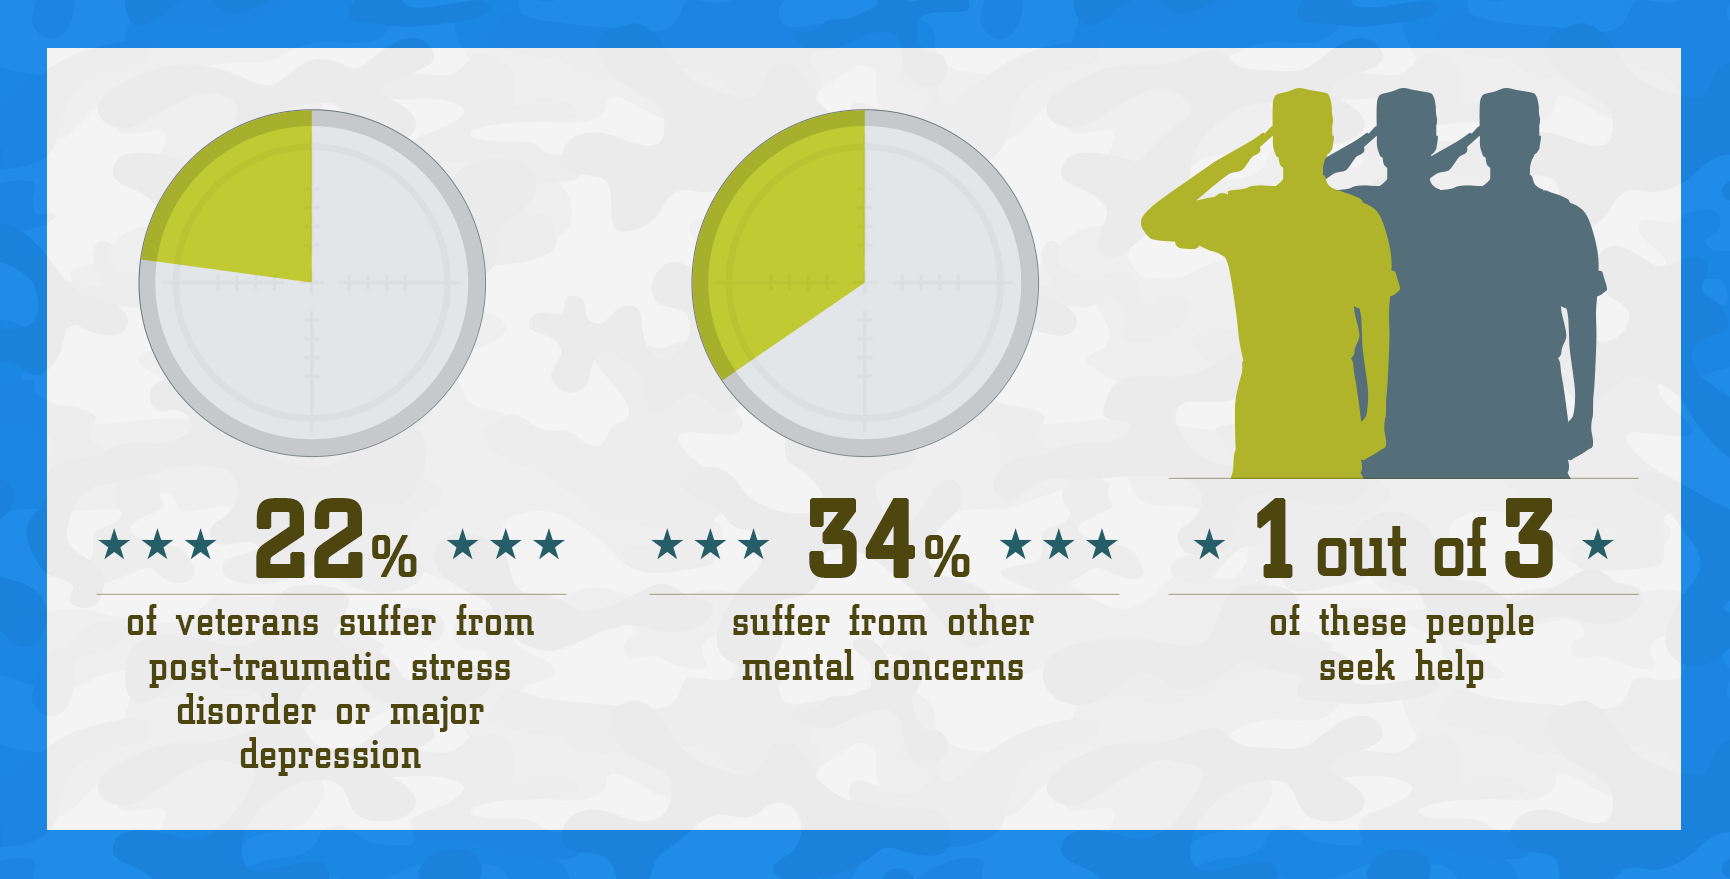 22%
of veterans suffer from
post-traumatic stress
disorder or major
depression
34%
suffer from other
mental concerns
1 out of 3
of these people
seek help